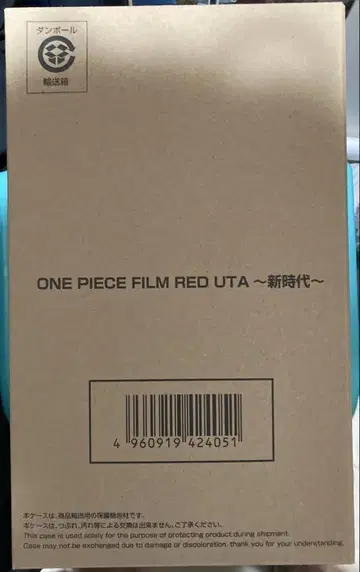 ダンボール
輸送箱
ONE PIECE FILM RED UTA ～新時代～
4 960919 424051
本ケースは、商品輸送用の保護簡易材です。
本ケースは、つぶれ、汚れ等による交換は出来ません。ご了承ください。
This case is used solely for the purpose of protecting product during shipment.
Case may not be exchanged due to damage or discoloration. thank you for your understanding.